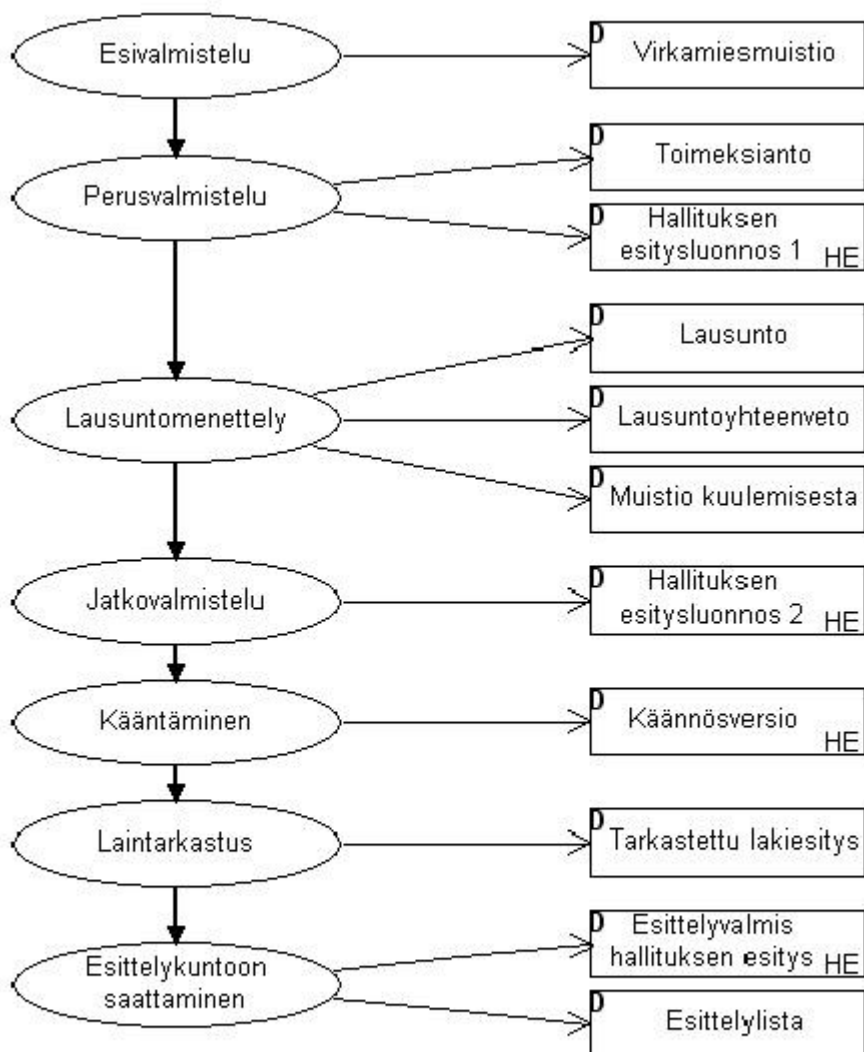 Esivalmistelu
D
Virkamiesmuistio
Perusvalmistelu
D
Toimeksianto
D
Hallituksen
esitysluonnos 1 HE
Lausuntomenettely
D
Lausunto
D
Lausuntoyhteenveto
D
Muistio kuulemisesta
Jatkovalmistelu
D
Hallituksen
esitysluonnos 2 HE
Kääntäminen
D
Käännösversio
HE
Laintarkastus
D
Tarkastettu lakiesitys
Esittelykuntoon
saattaminen
D
Esittelyvalmis
hallituksen esitys HE
D
Esittelylista